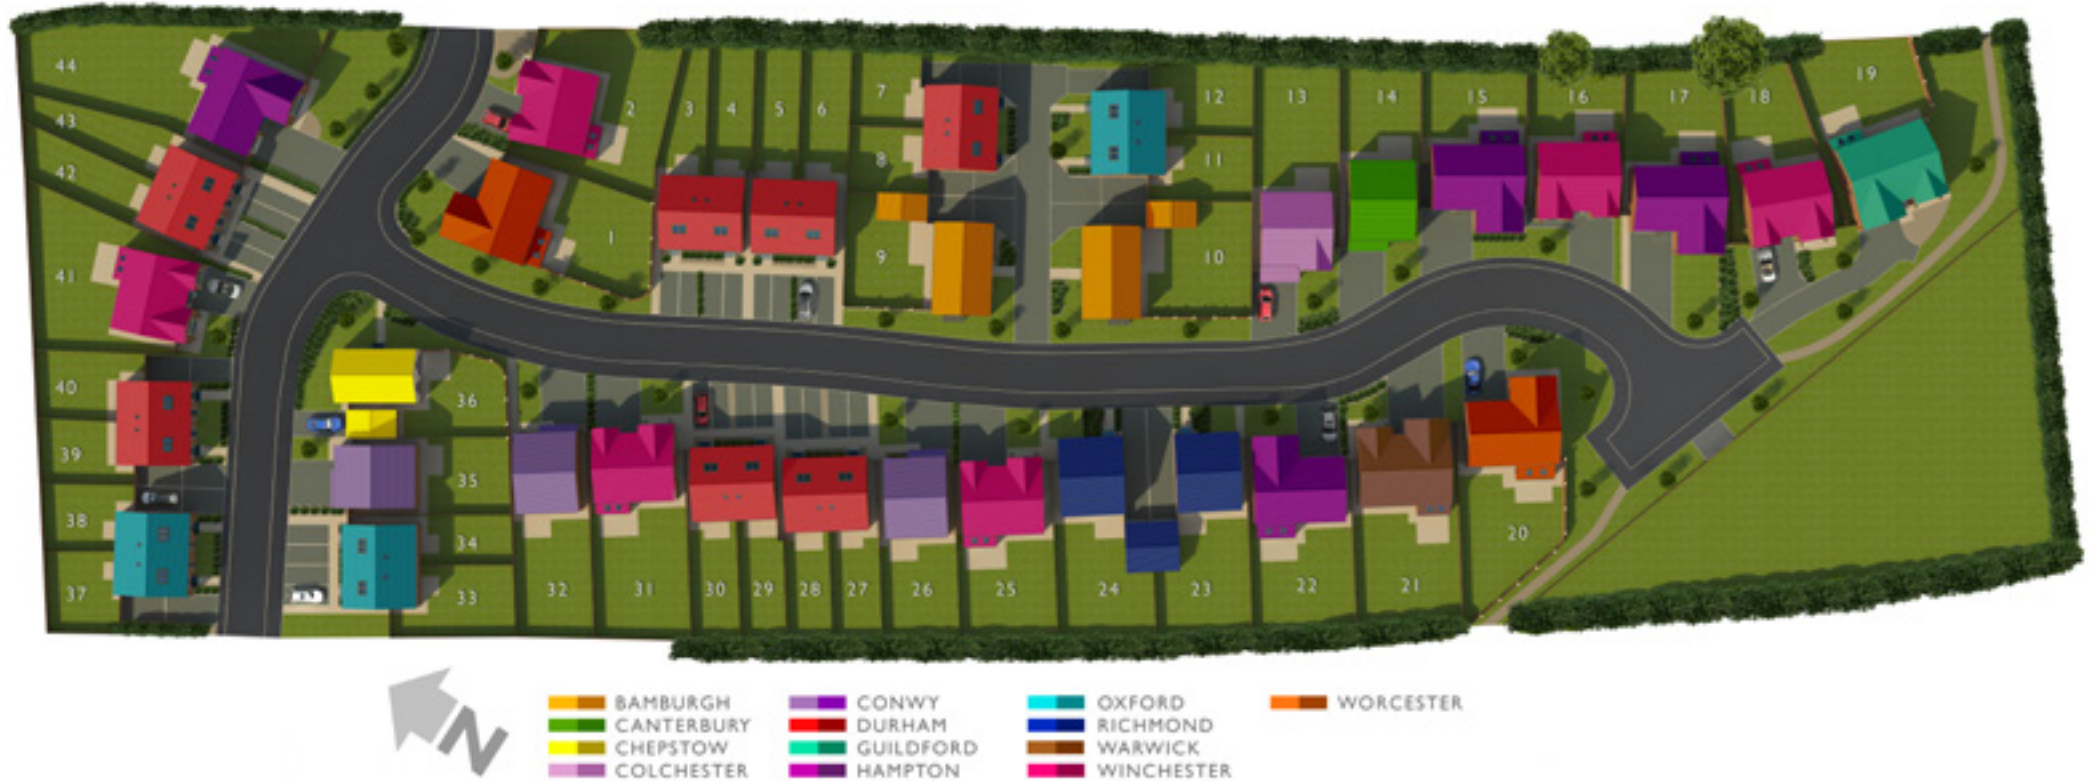 44
43
42
41
40
39
38
37
36
35
34
33
2
1
3 4 5 6
7
8
9
12
11
10
13 14 15 16 17 18 19
32 31 30 29 28 27 26 25 24 23 22 21 20
N
BAMBURGH
CANTERBURY
CHEPSTOW
COLCHESTER
CONWY
DURHAM
GUILDFORD
HAMPTON
OXFORD
RICHMOND
WARWICK
WINCHESTER
WORCESTER